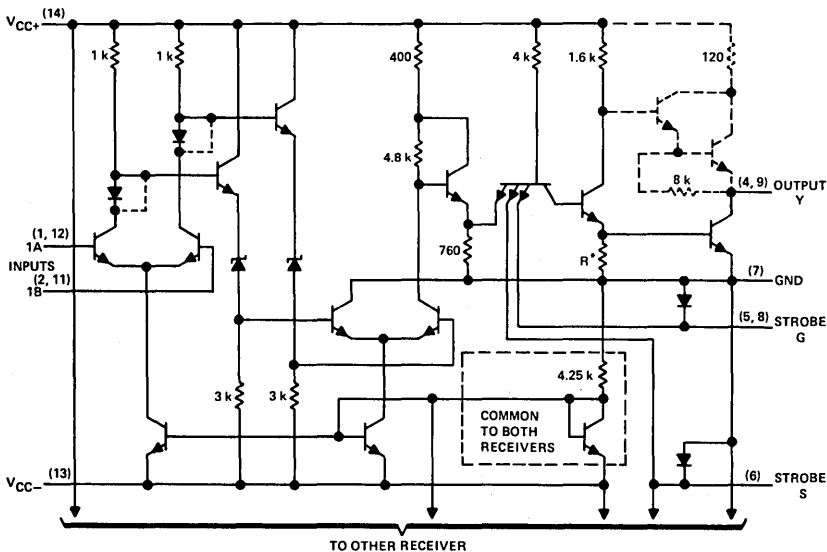 VCC+ (14)
1 k
1 k
400
4 k
1.6 k
120
4.8 k
8 k
(4, 9) OUTPUT
Y
(1, 12)
1A
INPUTS
(2, 11)
1B
760
R*
(7)
GND
(5, 8) STROBE
G
3 k
3 k
4.25 k
COMMON
TO BOTH
RECEIVERS
VCC- (13)
(6) STROBE
S
TO OTHER RECEIVER